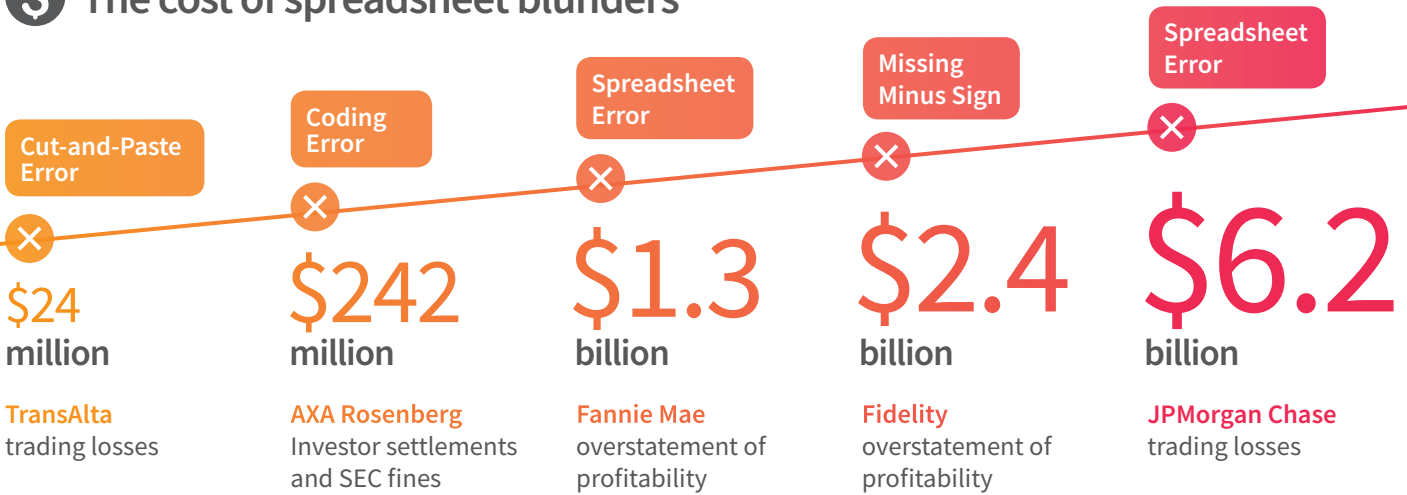 $ The cost of spreadsheet blunders
Cut-and-Paste
Error
$24
million
TransAlta
trading losses
Coding
Error
$242
million
AXA Rosenberg
Investor settlements
and SEC fines
Spreadsheet
Error
$1.3
billion
Fannie Mae
overstatement of
profitability
Missing
Minus Sign
$2.4
billion
Fidelity
overstatement of
profitability
Spreadsheet
Error
$6.2
billion
JPMorgan Chase
trading losses